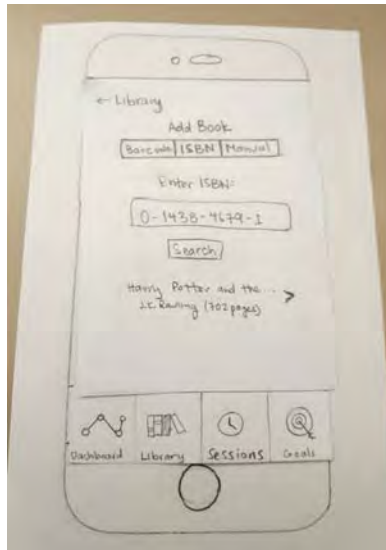 ← Library
Add Book
Barcode ISBN Manual
Enter ISBN:
0-1438-4679-1
Search
Harry Potter and the ... >
J.K. Rowling (702 pages)
Dashboard Library Sessions Goals